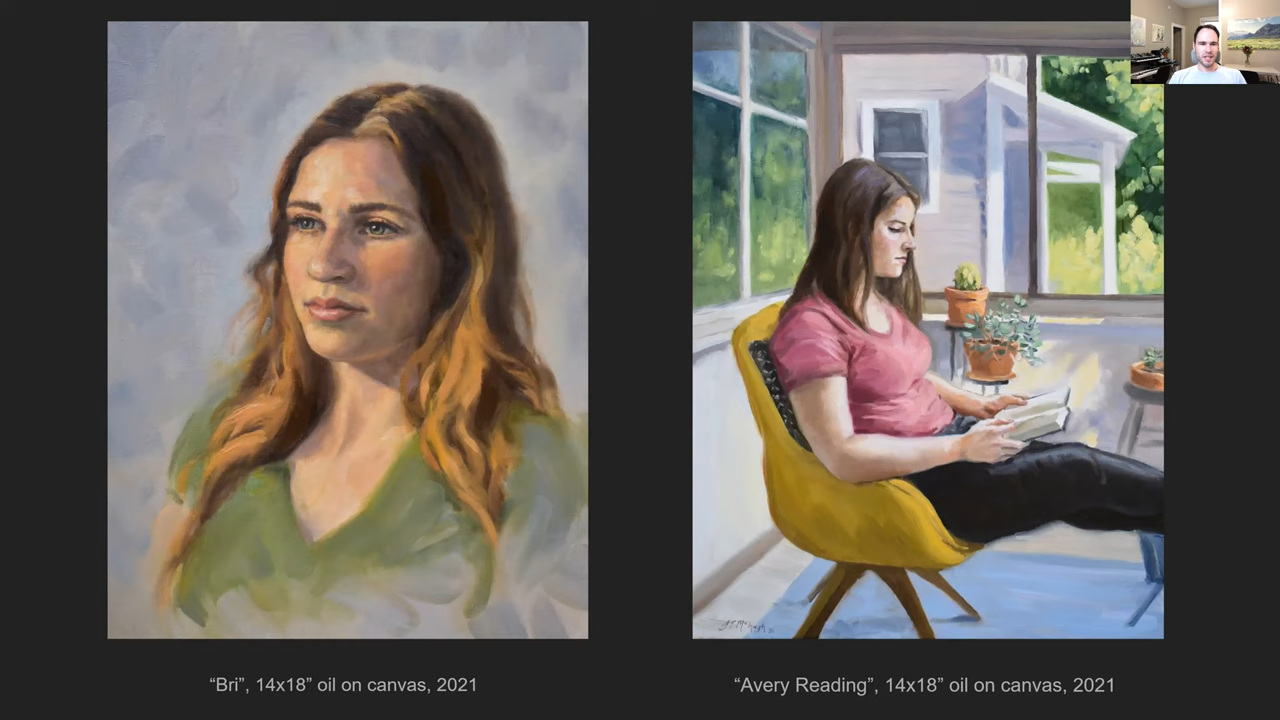 “Bri”, 14x18” oil on canvas, 2021
“Avery Reading”, 14x18” oil on canvas, 2021